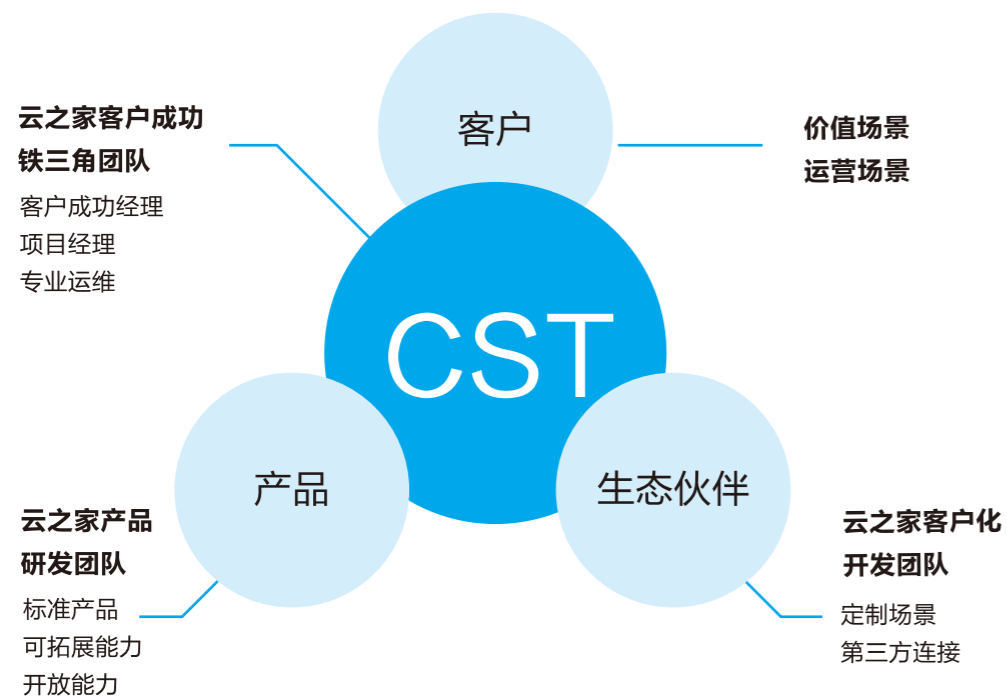 云之家客户成功
铁三角团队
客户成功经理
项目经理
专业运维
客户
价值场景
运营场景
CST
产品
生态伙伴
云之家产品
研发团队
标准产品
可拓展能力
开放能力
云之家客户化
开发团队
定制场景
第三方连接